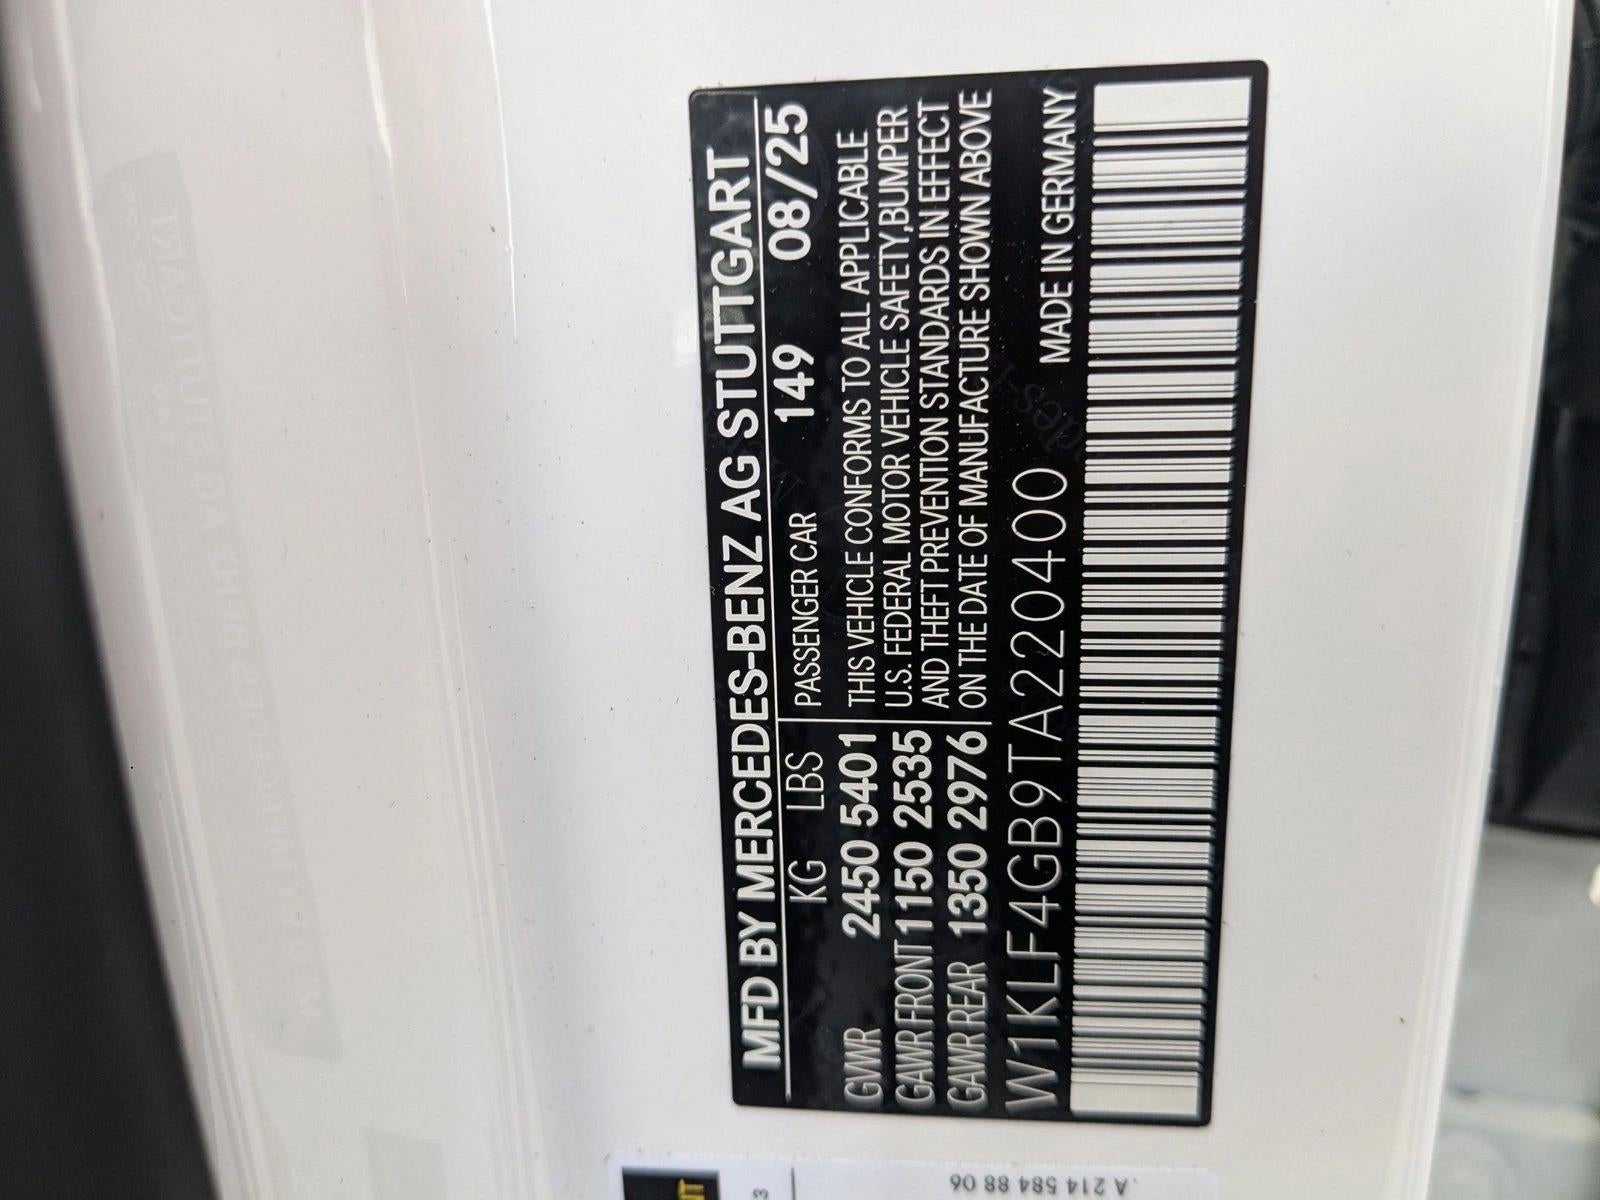 MFD BY MERCEDES-BENZ AG STUTTGART
KG LBS PASSENGER CAR 149 08/25
GVWR 2450 5401 THIS VEHICLE CONFORMS TO ALL APPLICABLE
GAWR FRONT 1150 2535 U.S. FEDERAL MOTOR VEHICLE SAFETY,BUMPER
GAWR REAR 1350 2976 AND THEFT PREVENTION STANDARDS IN EFFECT
ON THE DATE OF MANUFACTURE SHOWN ABOVE
W1KLF4GB9TA220400 MADE IN GERMANY
A 214 584 88 06